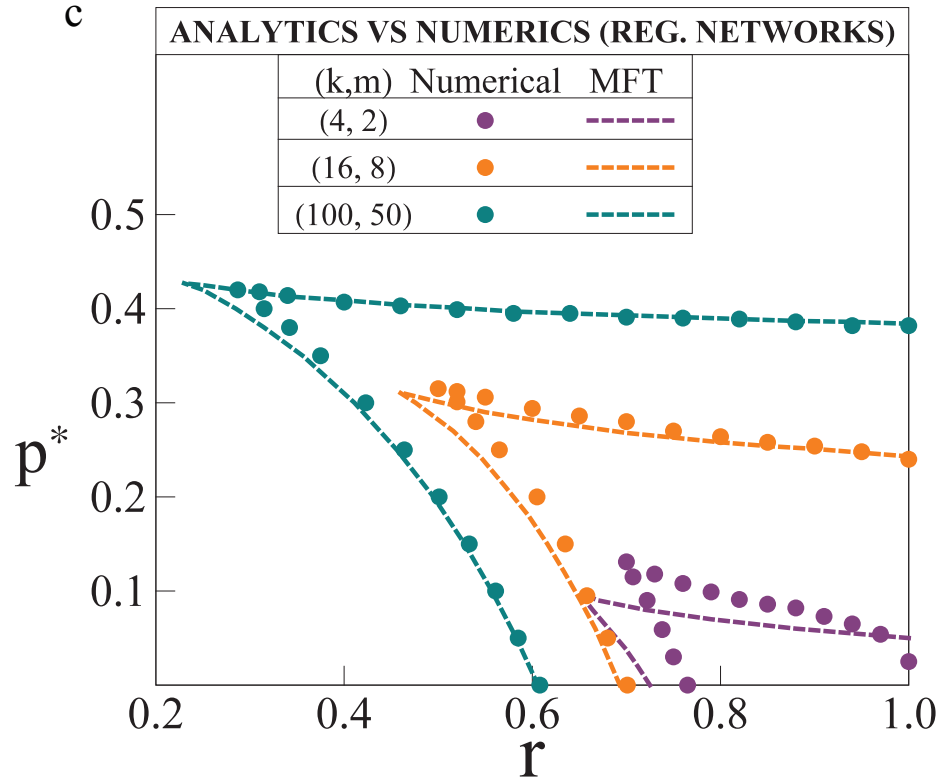 c
ANALYTICS VS NUMERICS (REG. NETWORKS)
(k,m) Numerical MFT
(4, 2)
(16, 8)
(100, 50)
0.5
0.4
0.3
p*
0.2
0.1
0.2 0.4 0.6 0.8 1.0
r